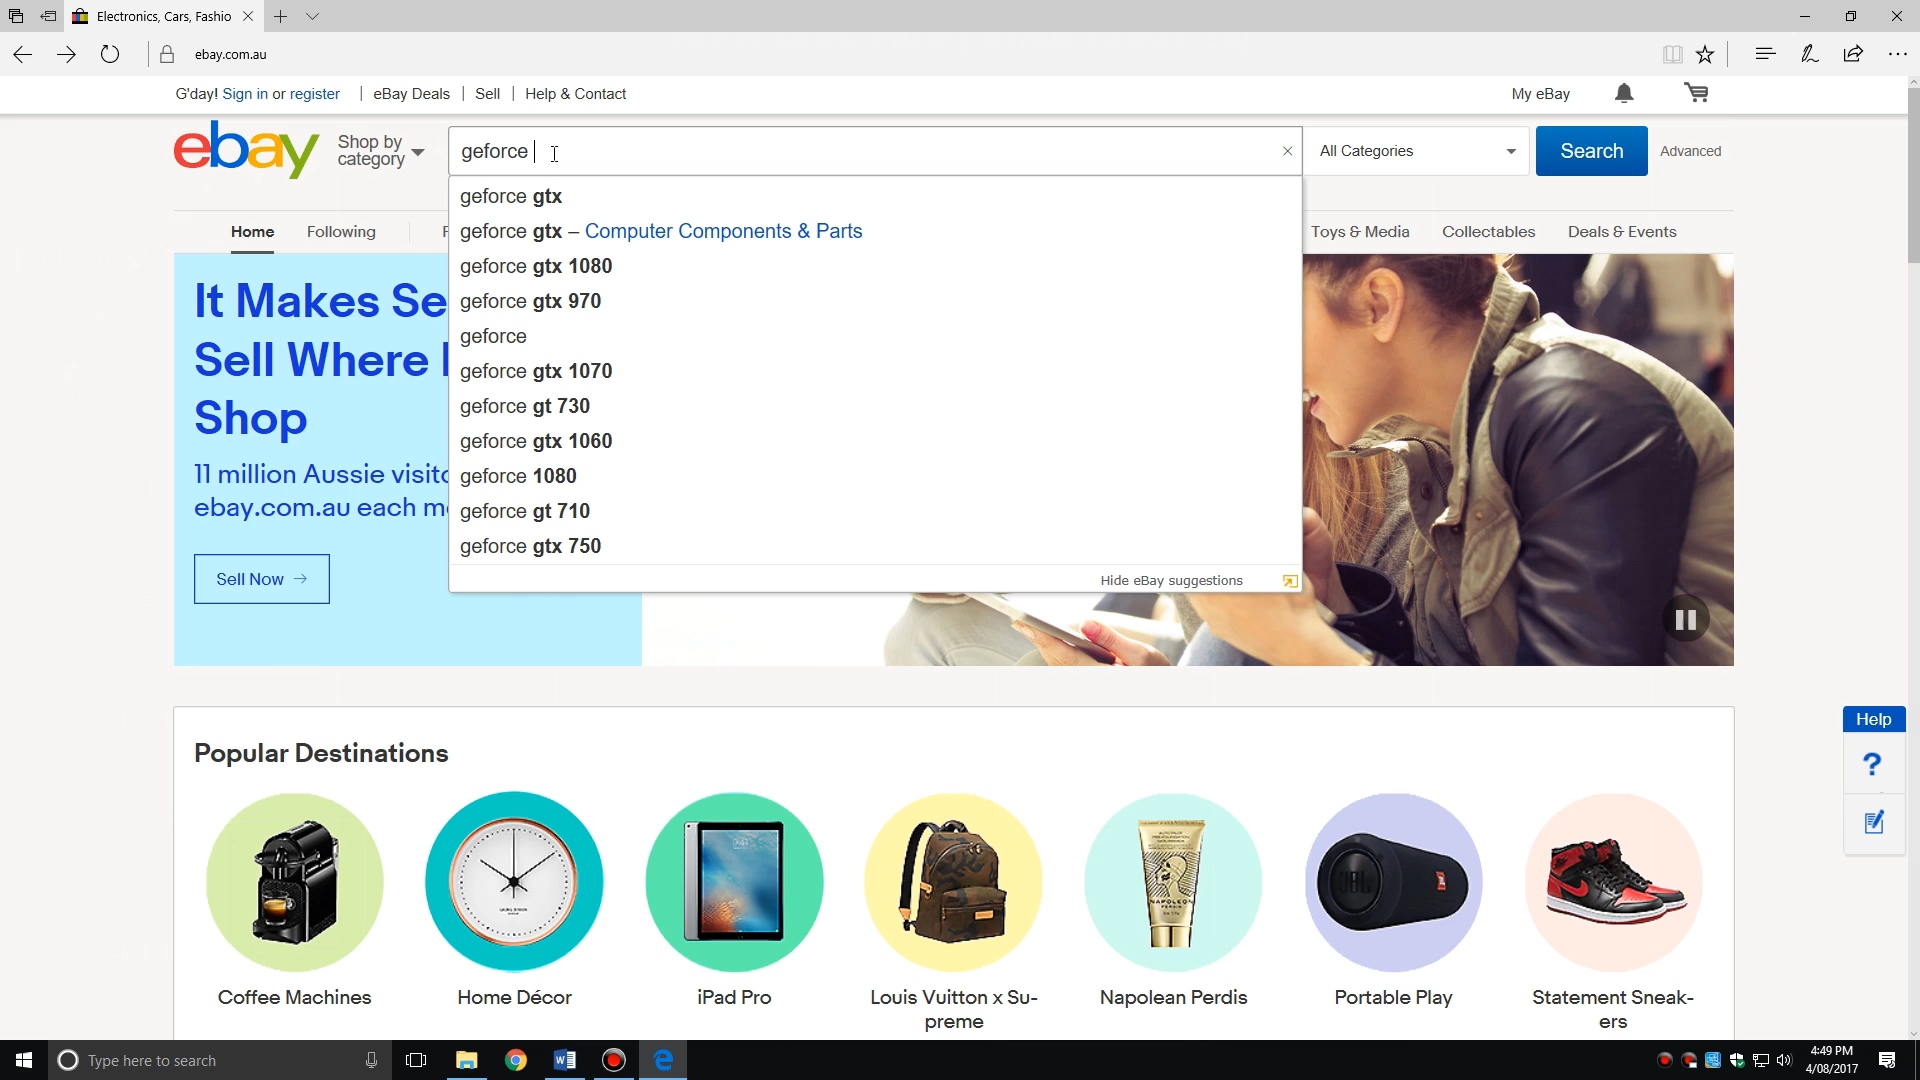 Electronics, Cars, Fashio
ebay.com.au
G'day! Sign in or register
eBay Deals
Sell
Help & Contact
My eBay
ebay
Shop by
category
geforce
All Categories
Search
Advanced
geforce gtx
geforce gtx – Computer Components & Parts
geforce gtx 1080
geforce gtx 970
geforce
geforce gtx 1070
geforce gt 730
geforce gtx 1060
geforce 1080
geforce gt 710
geforce gtx 750
Hide eBay suggestions
Home
Following
F
Toys & Media
Collectables
Deals & Events
It Makes Se
Sell Where
Shop
11 million Aussie visito
ebay.com.au each m
Sell Now →
Help
?
Popular Destinations
JBL
NAPOLEON
PERDIS
Coffee Machines
Home Décor
iPad Pro
Louis Vuitton x Su-
preme
Napolean Perdis
Portable Play
Statement Sneak-
ers
Type here to search
4:49 PM
4/08/2017